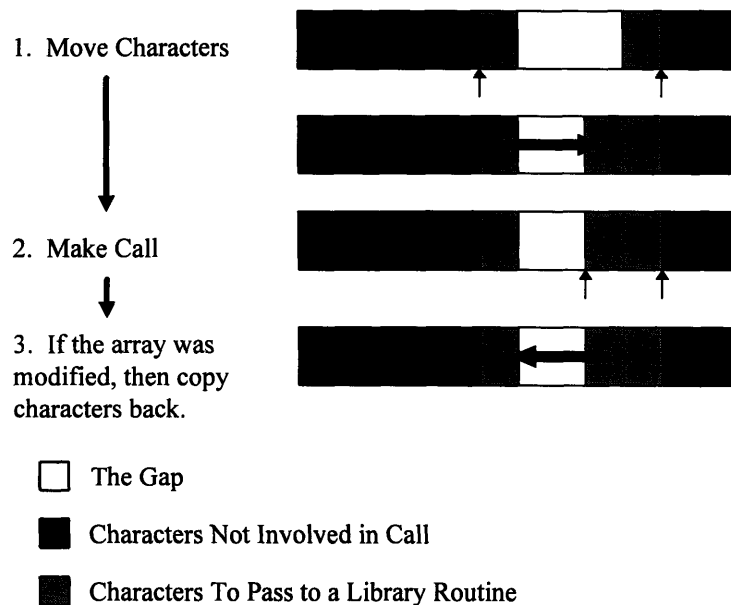 1. Move Characters
2. Make Call
3. If the array was
modified, then copy
characters back.
The Gap
Characters Not Involved in Call
Characters To Pass to a Library Routine